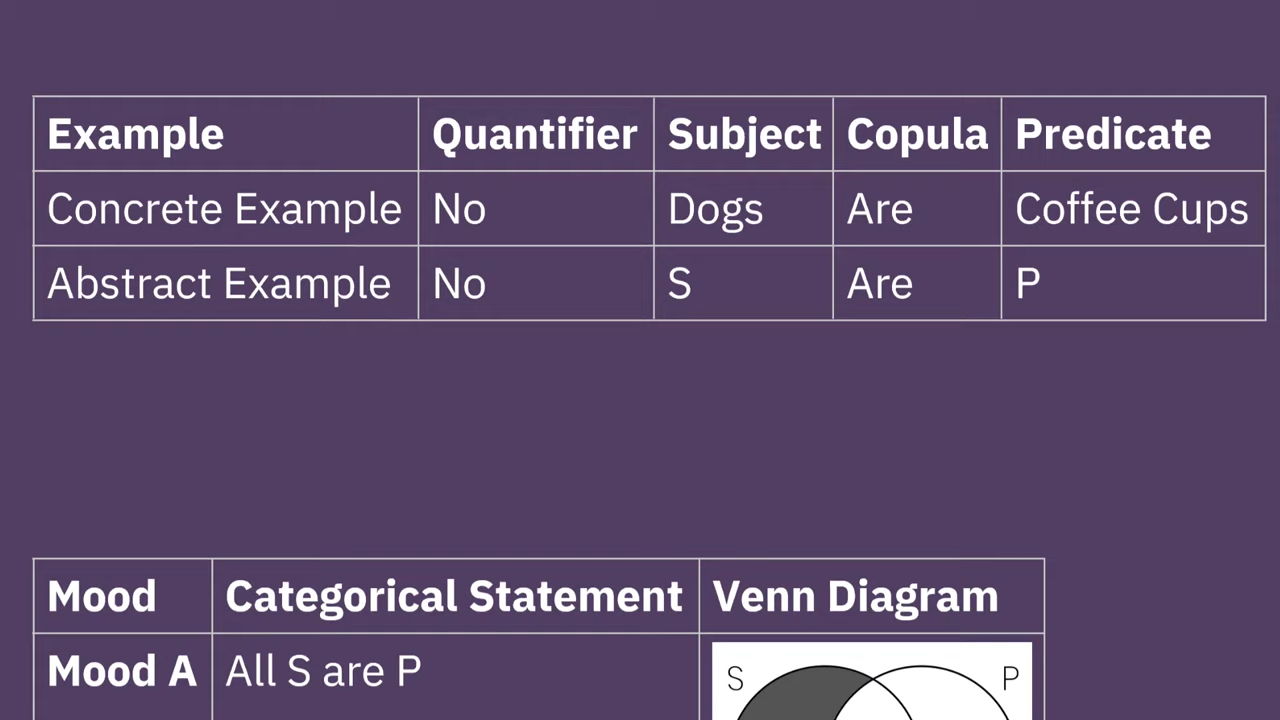 Example Quantifier Subject Copula Predicate
Concrete Example No Dogs Are Coffee Cups
Abstract Example No S Are P
Mood Categorical Statement Venn Diagram
Mood A All S are P S P